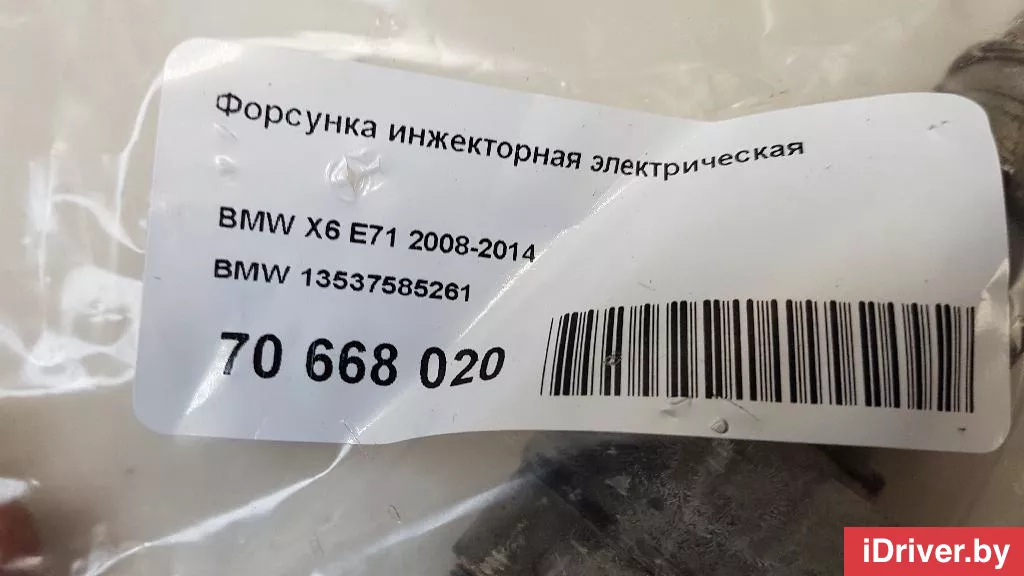 Форсунка инжекторная электрическая
BMW X6 E71 2008-2014
BMW 13537585261
70 668 020
iDriver.by